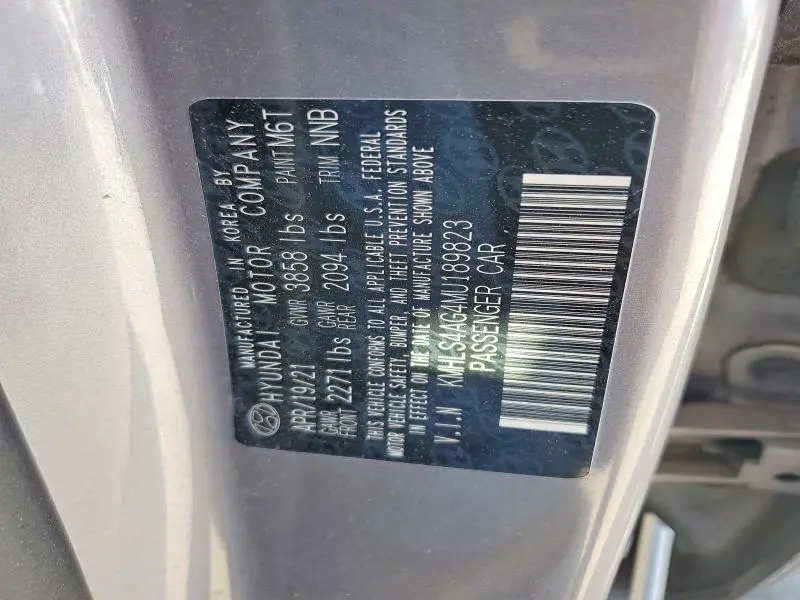 MANUFACTURED IN KOREA BY
HYUNDAI MOTOR COMPANY
APR/19/21 GVWR 3858 lbs PAINT M6T
GAWR FRONT 2271 lbs GAWR REAR 2094 lbs TRIM NNB
THIS VEHICLE CONFORMS TO ALL APPLICABLE U.S.A. FEDERAL
MOTOR VEHICLE SAFETY, BUMPER, AND THEFT PREVENTION STANDARDS
IN EFFECT ON THE DATE OF MANUFACTURE SHOWN ABOVE
V.I.N KMHLS4AG4MU189823
PASSENGER CAR